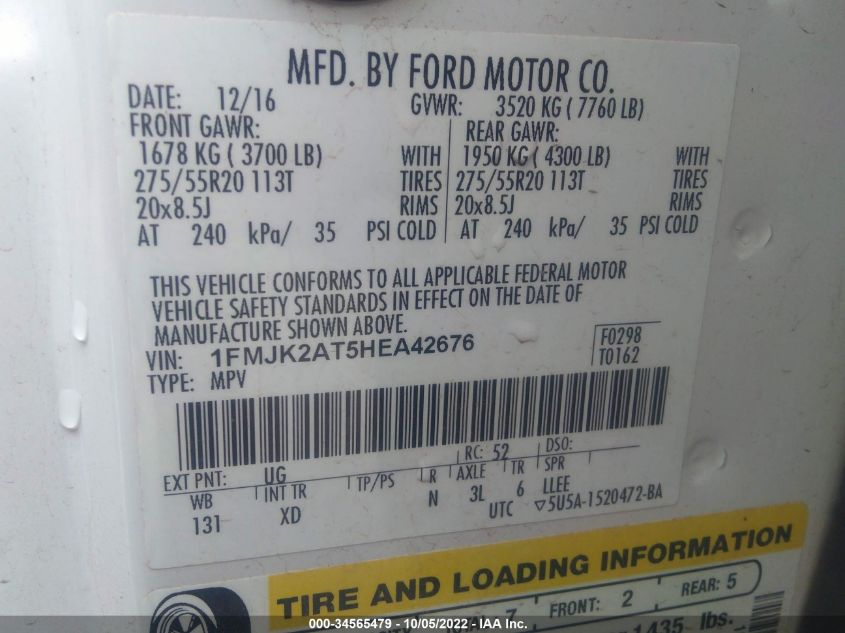 MFD. BY FORD MOTOR CO.
DATE: 12/16 GVWR: 3520 KG ( 7760 LB)
FRONT GAWR: REAR GAWR:
1678 KG ( 3700 LB) WITH 1950 KG ( 4300 LB) WITH
275/55R20 113T TIRES 275/55R20 113T TIRES
20x8.5J RIMS 20x8.5J RIMS
AT 240 kPa/ 35 PSI COLD AT 240 kPa/ 35 PSI COLD
THIS VEHICLE CONFORMS TO ALL APPLICABLE FEDERAL MOTOR
VEHICLE SAFETY STANDARDS IN EFFECT ON THE DATE OF
MANUFACTURE SHOWN ABOVE.
VIN: 1FMJK2AT5HEA42676 F0298
TYPE: MPV T0162
EXT PNT: UG RC: 52 DSO:
WB INT TR TP/PS R AXLE TR SPR
131 XD N 3L 6 LLEE
UTC ▽5U5A-1520472-BA
TIRE AND LOADING INFORMATION
7 FRONT: 2 REAR: 5
1435 lbs.
000-34565479 - 10/05/2022 - © IAA, Inc.